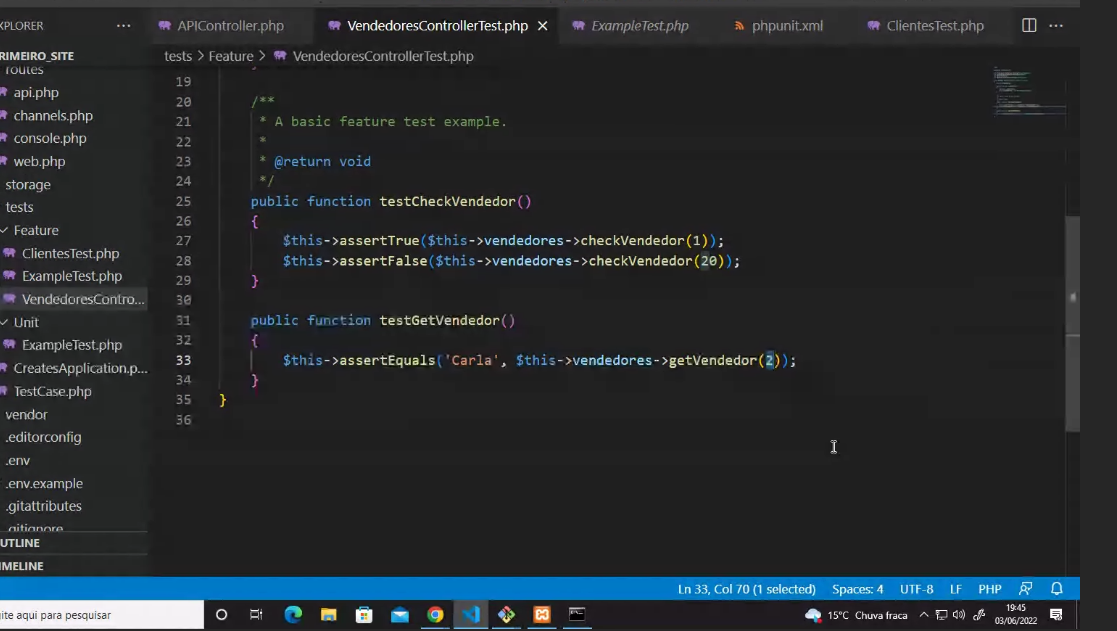 XPLORER
APIController.php
VendedoresControllerTest.php
ExampleTest.php
phpunit.xml
ClientesTest.php
RIMEIRO_SITE
tests > Feature > VendedoresControllerTest.php
routes
api.php
channels.php
console.php
web.php
storage
tests
Feature
ClientesTest.php
ExampleTest.php
VendedoresContro...
Unit
ExampleTest.php
CreatesApplication.p...
TestCase.php
vendor
.editorconfig
.env
.env.example
.gitattributes
.gitignore
UTLINE
IMELINE
19
20 /**
21 * A basic feature test example.
22 *
23 * @return void
24 */
25 public function testCheckVendedor()
26 {
27 $this->assertTrue($this->vendedores->checkVendedor(1));
28 $this->assertFalse($this->vendedores->checkVendedor(20));
29 }
30
31 public function testGetVendedor()
32 {
33 $this->assertEquals('Carla', $this->vendedores->getVendedor(2));
34 }
35 }
36
Ln 33, Col 70 (1 selected) Spaces: 4 UTF-8 LF PHP
gite aqui para pesquisar
15°C Chuva fraca
19:45
03/06/2022